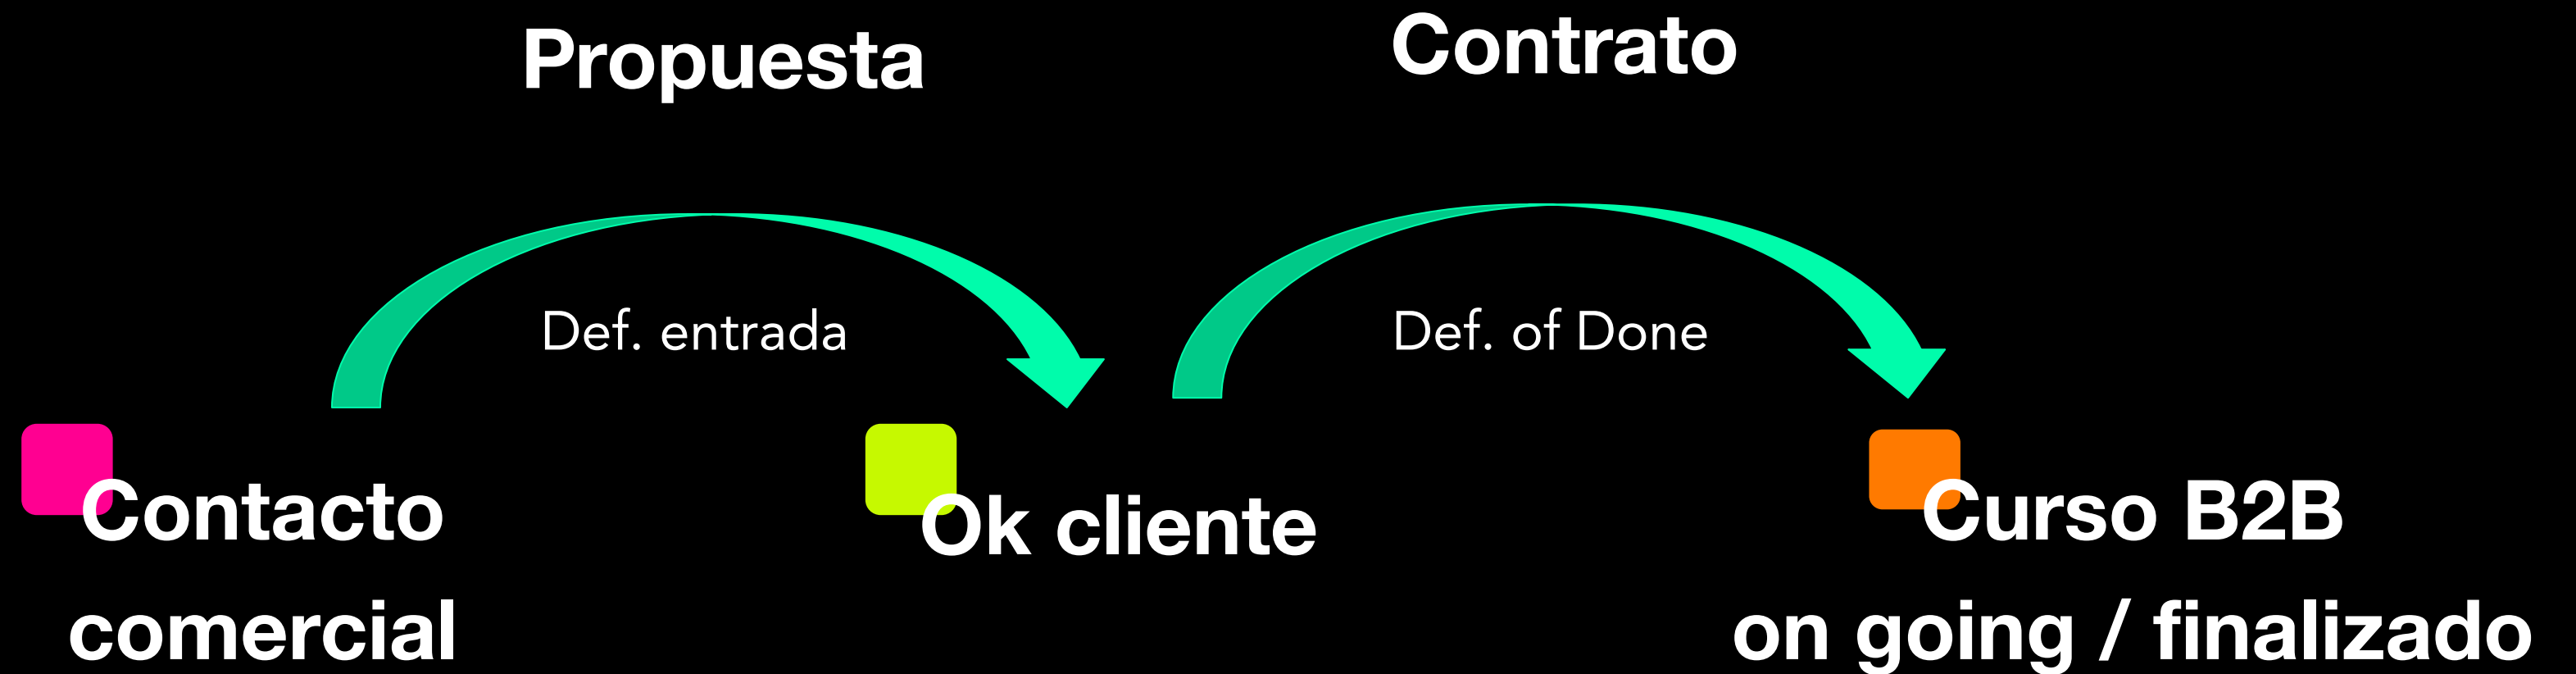 Propuesta
Contrato
Def. entrada
Def. of Done
Contacto
comercial
Ok cliente
Curso B2B
on going / finalizado